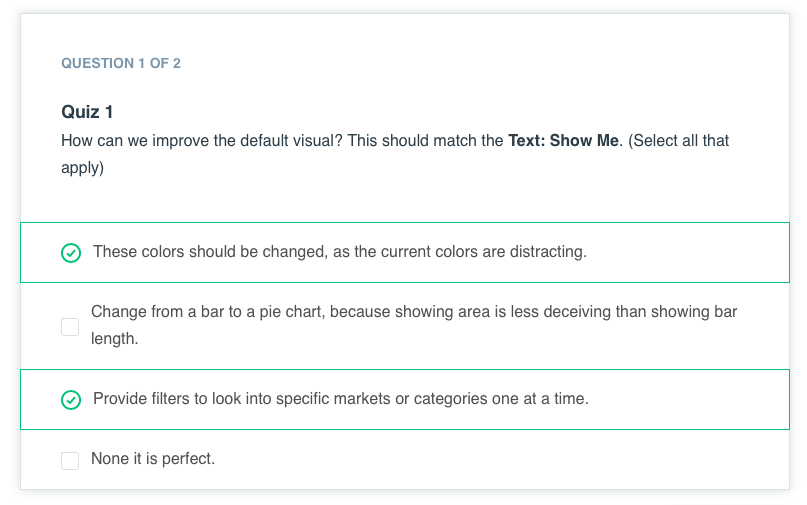 QUESTION 1 OF 2
Quiz 1
How can we improve the default visual? This should match the Text: Show Me. (Select all that
apply)
These colors should be changed, as the current colors are distracting.
Change from a bar to a pie chart, because showing area is less deceiving than showing bar
length.
Provide filters to look into specific markets or categories one at a time.
None it is perfect.